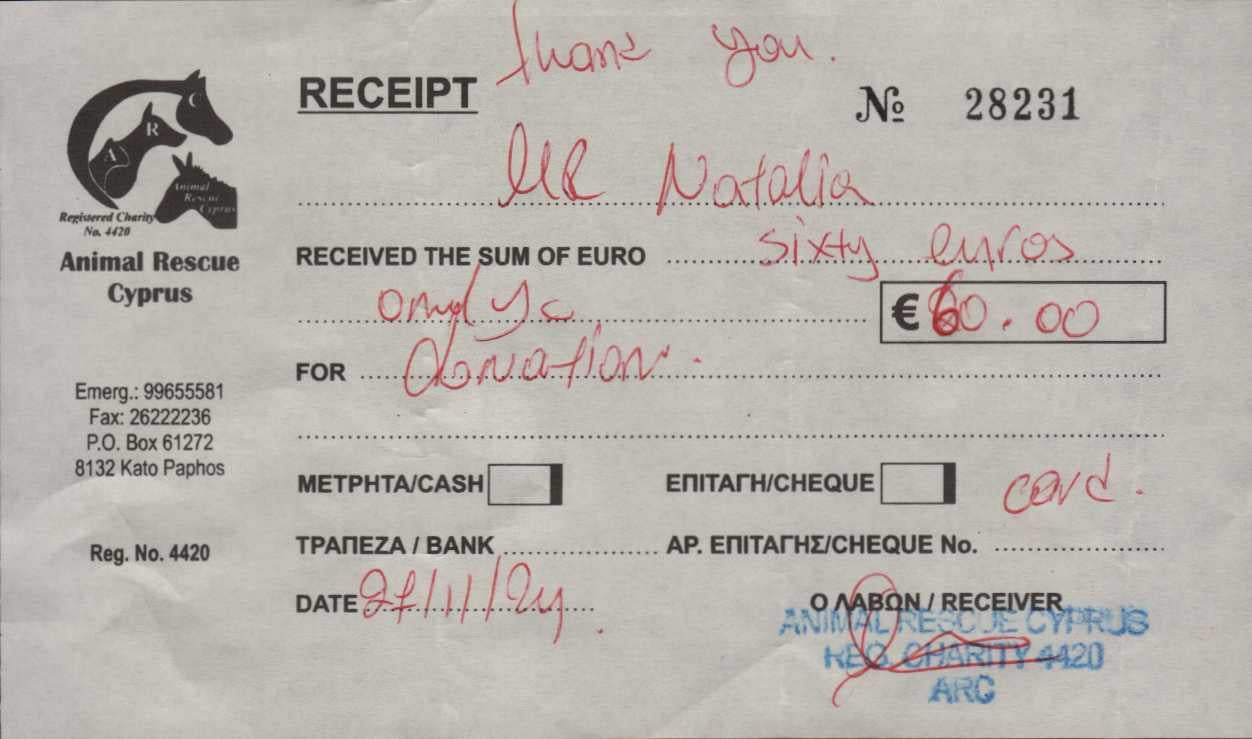 thank you.
RECEIPT
№ 28231
A R C
Animal Rescue Cyprus
Registered Charity
No. 4420
Animal Rescue
Cyprus
Natalia
RECEIVED THE SUM OF EURO sixty euros
€ 60.00
FOR donation.
Emerg.: 99655581
Fax: 26222236
P.O. Box 61272
8132 Kato Paphos
ΜΕΤΡΗΤΑ/CASH ΕΠΙΤΑΓΗ/CHEQUE card.
Reg. No. 4420
ΤΡΑΠΕΖΑ / BANK ΑΡ. ΕΠΙΤΑΓΗΣ/CHEQUE No.
DATE 27/11/24.
Ο ΛΑΒΩΝ / RECEIVER
ANIMAL RESCUE CYPRUS
REG. CHARITY 4420
ARC